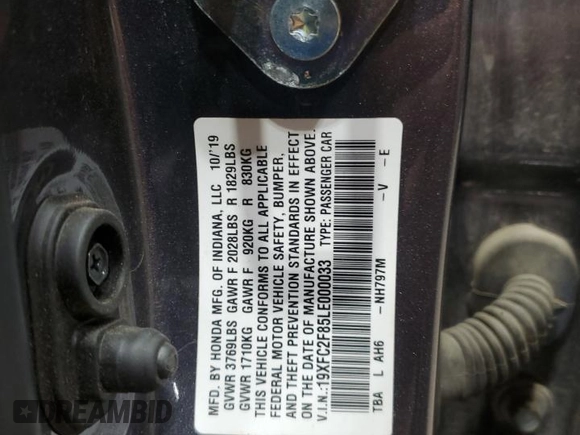 MFD. BY HONDA MFG. OF INDIANA, LLC 10/'19
GVWR 3769LBS GAWR F 2028LBS R 1829LBS
GVWR 1710KG GAWR F 920KG R 830KG
THIS VEHICLE CONFORMS TO ALL APPLICABLE
FEDERAL MOTOR VEHICLE SAFETY, BUMPER,
AND THEFT PREVENTION STANDARDS IN EFFECT
ON THE DATE OF MANUFACTURE SHOWN ABOVE.
V.I.N.:19XFC2F85LE000033 TYPE: PASSENGER CAR
TBA L AH6 -NH797M -V -E
DREAMBID